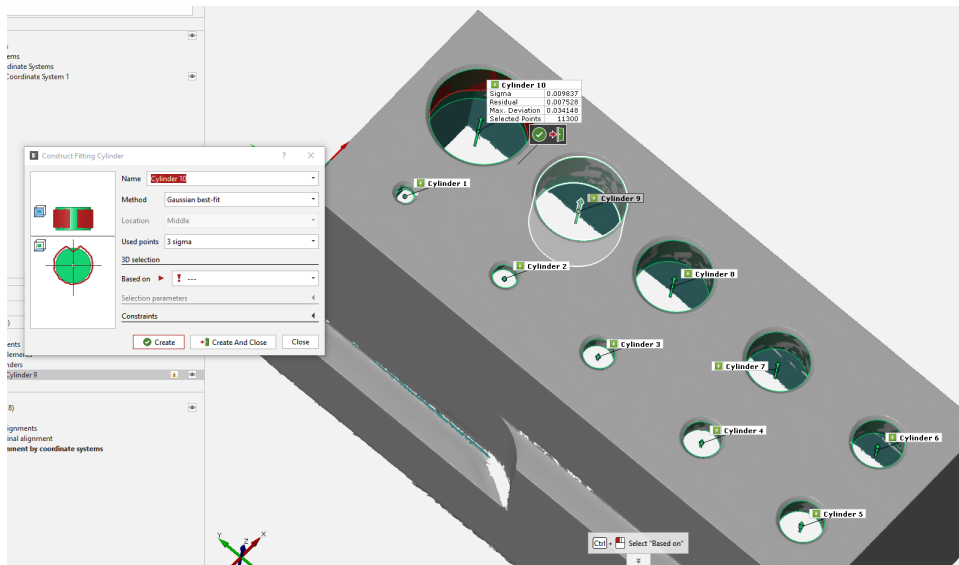 ems
dinate Systems
Coordinate System 1
Construct Fitting Cylinder
?
Name
Cylinder 10
Method
Gaussian best-fit
Location
Middle
Used points
3 sigma
3D selection
Based on
---
Selection parameters
Constraints
Create
Create And Close
Close
ents
lements
nders
Cylinder 9
8)
ignments
inal alignment
nment by coordinate systems
Cylinder 10
Sigma 0.009837
Residual 0.007528
Max. Deviation 0.034148
Selected Points 11300
Cylinder 1
Cylinder 9
Cylinder 2
Cylinder 8
Cylinder 3
Cylinder 7
Cylinder 4
Cylinder 6
Cylinder 5
Ctrl + Select "Based on"
Y
Z
X